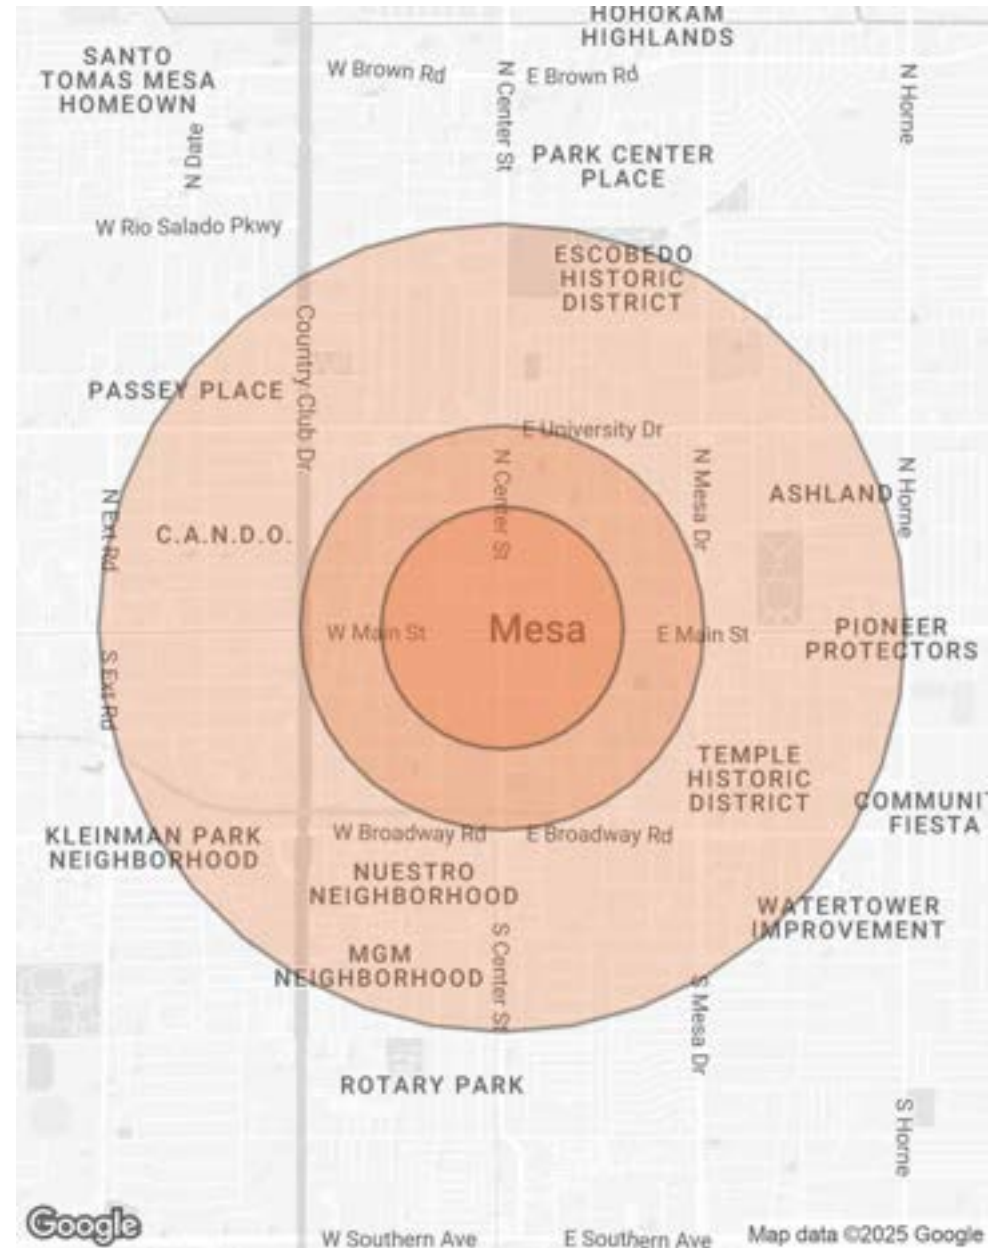 HOHOKAM
HIGHLANDS
SANTO
TOMAS MESA
HOMEOWN
W Brown Rd
N Center St
E Brown Rd
N Horne
N Date
PARK CENTER
PLACE
W Rio Salado Pkwy
ESCOBEDO
HISTORIC
DISTRICT
Country Club Dr.
PASSEY PLACE
E University Dr
N Center St
N Mesa Dr
N Horne
ASHLAND
N Ext Rd
C.A.N.D.O.
W Main St
Mesa
E Main St
PIONEER
PROTECTORS
S Ext Rd
TEMPLE
HISTORIC
DISTRICT
COMMUNIT
FIESTA
KLEINMAN PARK
NEIGHBORHOOD
W Broadway Rd
E Broadway Rd
NUESTRO
NEIGHBORHOOD
WATERTOWER
IMPROVEMENT
S Center St
MGM
NEIGHBORHOOD
S Mesa Dr
ROTARY PARK
S Horne
Google
W Southern Ave
E Southern Ave
Map data ©2025 Google